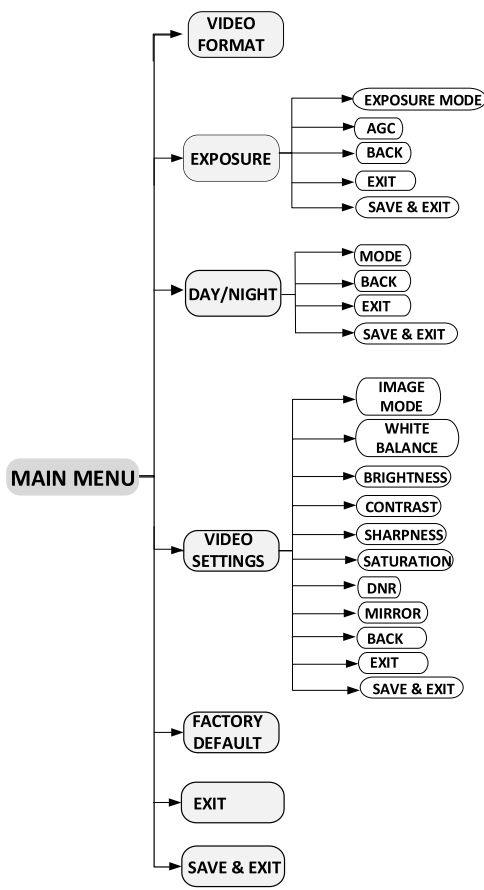 VIDEO
FORMAT
EXPOSURE MODE
AGC
EXPOSURE
BACK
EXIT
SAVE & EXIT
MODE
BACK
DAY/NIGHT
EXIT
SAVE & EXIT
IMAGE
MODE
WHITE
BALANCE
MAIN MENU
BRIGHTNESS
CONTRAST
SHARPNESS
VIDEO
SETTINGS
SATURATION
DNR
MIRROR
BACK
EXIT
SAVE & EXIT
FACTORY
DEFAULT
EXIT
SAVE & EXIT